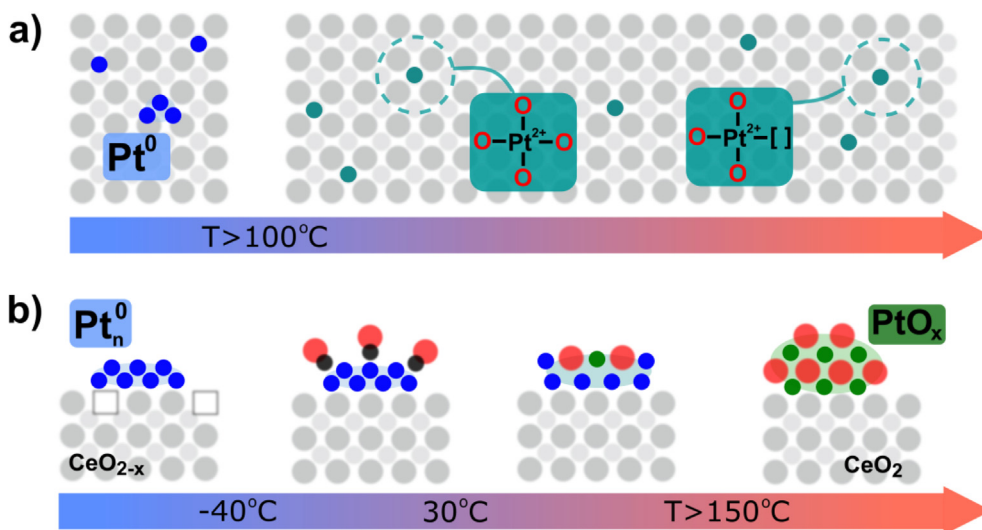 a)
Pt⁰
O
O–Pt²⁺–O
O
O
O–Pt²⁺–[ ]
O
T>100°C
b)
Ptₙ⁰
PtOₓ
CeO₂₋ₓ
CeO₂
-40°C 30°C T>150°C